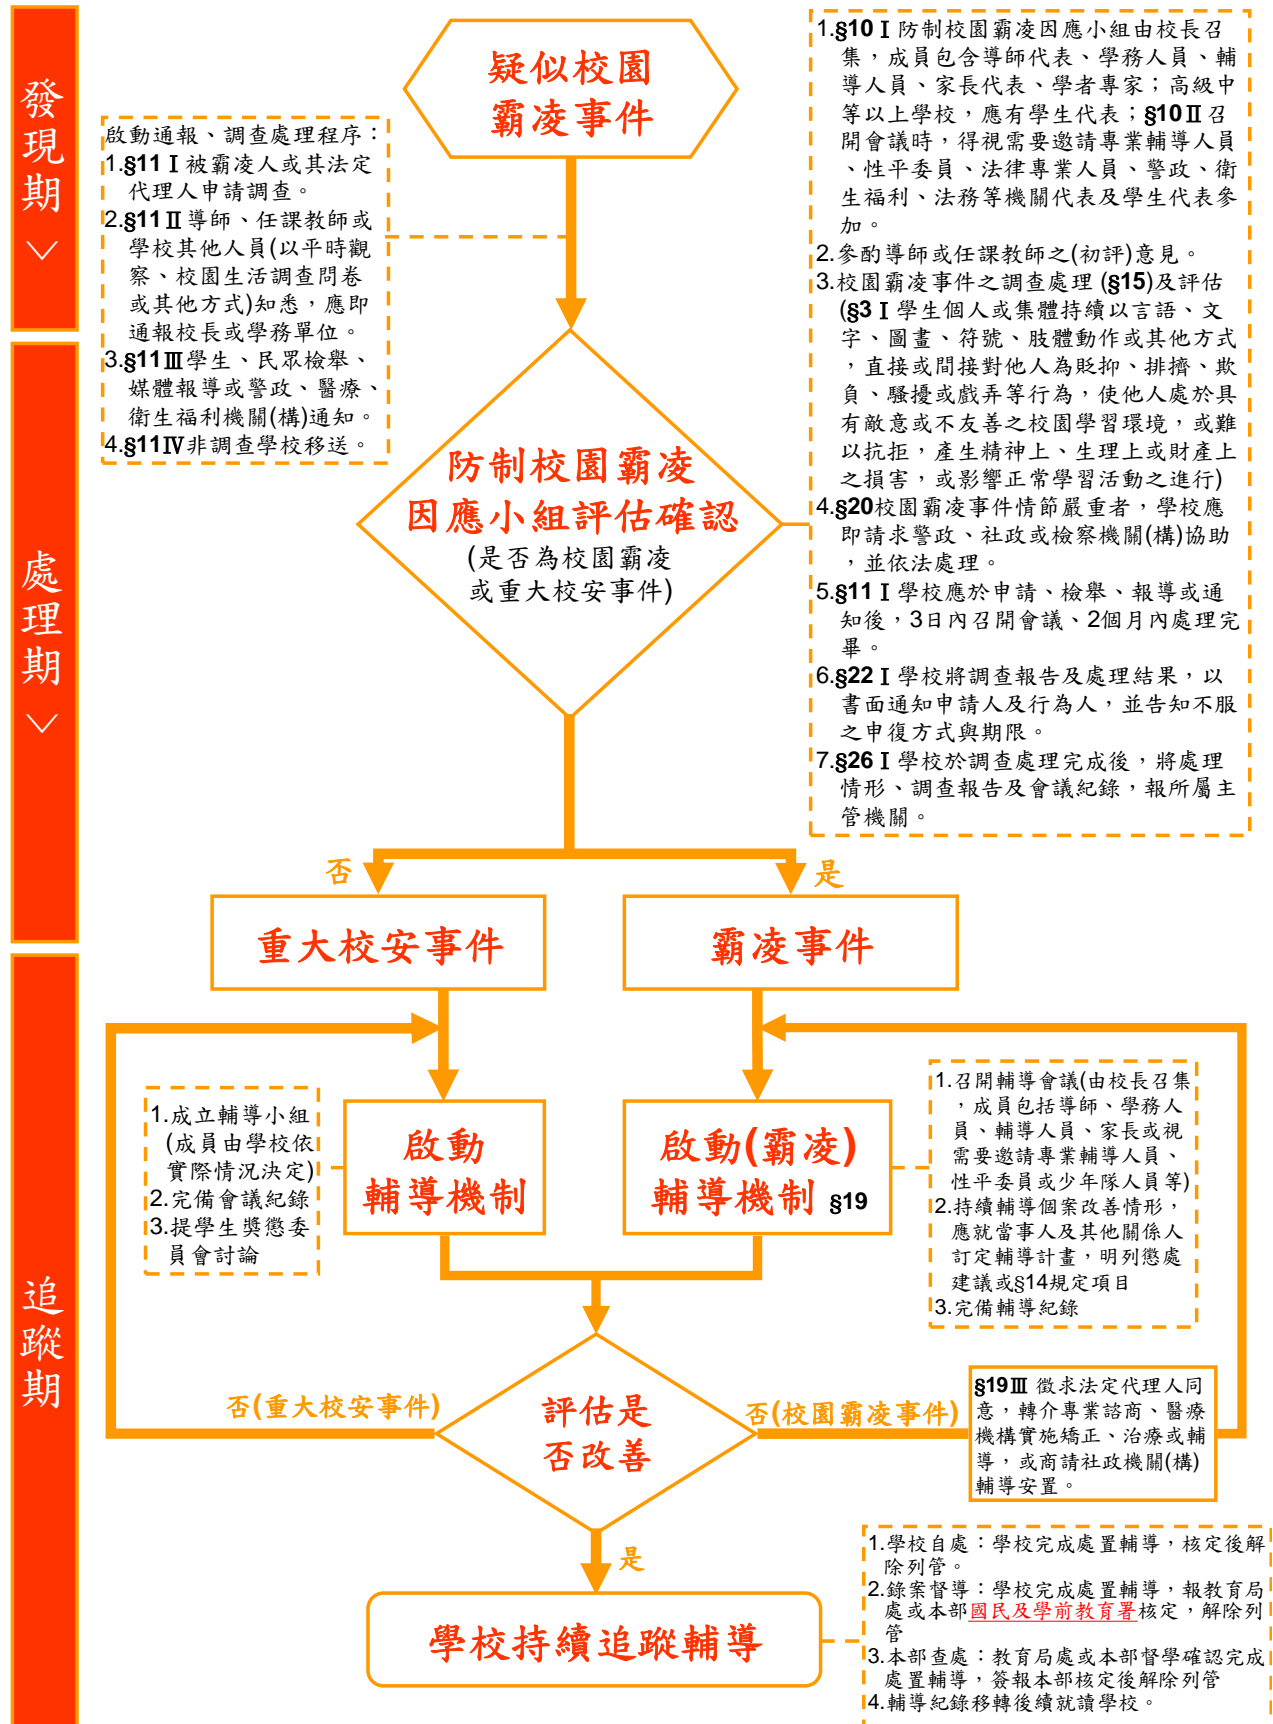 發現期
疑似校園
霸凌事件
啟動通報、調查處理程序：
1.§11Ⅰ被霸凌人或其法定
代理人申請調查。
2.§11Ⅱ導師、任課教師或
學校其他人員(以平時觀
察、校園生活調查問卷
或其他方式)知悉，應即
通報校長或學務單位。
3.§11Ⅲ學生、民眾檢舉、
媒體報導或警政、醫療、
衛生福利機關(構)通知。
4.§11Ⅳ非調查學校移送。
1.§10Ⅰ防制校園霸凌因應小組由校長召
集，成員包含導師代表、學務人員、輔
導人員、家長代表、學者專家；高級中
等以上學校，應有學生代表；§10Ⅱ召
開會議時，得視需要邀請專業輔導人員
、性平委員、法律專業人員、警政、衛
生福利、法務等機關代表及學生代表參
加。
2.參酌導師或任課教師之(初評)意見。
3.校園霸凌事件之調查處理 (§15)及評估
(§3Ⅰ學生個人或集體持續以言語、文
字、圖畫、符號、肢體動作或其他方式
，直接或間接對他人為貶抑、排擠、欺
負、騷擾或戲弄等行為，使他人處於具
有敵意或不友善之校園學習環境，或難
以抗拒，產生精神上、生理上或財產上
之損害，或影響正常學習活動之進行)
4.§20校園霸凌事件情節嚴重者，學校應
即請求警政、社政或檢察機關(構)協助
，並依法處理。
5.§11Ⅰ學校應於申請、檢舉、報導或通
知後，3日內召開會議、2個月內處理完
畢。
6.§22Ⅰ學校將調查報告及處理結果，以
書面通知申請人及行為人，並告知不服
之申復方式與期限。
7.§26Ⅰ學校於調查處理完成後，將處理
情形、調查報告及會議紀錄，報所屬主
管機關。
處理期
防制校園霸凌
因應小組評估確認
(是否為校園霸凌
或重大校安事件)
否
是
重大校安事件
霸凌事件
追蹤期
1.成立輔導小組
(成員由學校依
實際情況決定)
2.完備會議紀錄
3.提學生獎懲委
員會討論
啟動
輔導機制
啟動(霸凌)
輔導機制 §19
1.召開輔導會議(由校長召集
，成員包括導師、學務人
員、輔導人員、家長或視
需要邀請專業輔導人員、
性平委員或少年隊人員等)
2.持續輔導個案改善情形，
應就當事人及其他關係人
訂定輔導計畫，明列懲處
建議或§14規定項目
3.完備輔導紀錄
否(重大校安事件)
評估是
否改善
否(校園霸凌事件)
§19Ⅲ 徵求法定代理人同
意，轉介專業諮商、醫療
機構實施矯正、治療或輔
導，或商請社政機關(構)
輔導安置。
是
學校持續追蹤輔導
1.學校自處：學校完成處置輔導，核定後解
除列管。
2.錄案督導：學校完成處置輔導，報教育局
處或本部國民及學前教育署核定，解除列
管
3.本部查處：教育局處或本部督學確認完成
處置輔導，簽報本部核定後解除列管
4.輔導紀錄移轉後續就讀學校。